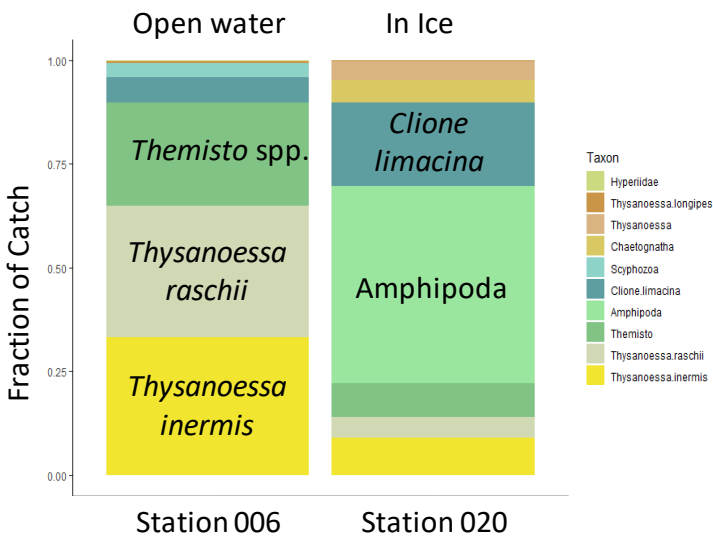 Open water
In Ice
Fraction of Catch
1.00
0.75
0.50
0.25
0.00
Themisto spp.
Thysanoessa
raschii
Thysanoessa
inermis
Clione
limacina
Amphipoda
Station 006
Station 020
Taxon
Hyperiidae
Thysanoessa.longipes
Thysanoessa
Chaetognatha
Scyphozoa
Clione.limacina
Amphipoda
Themisto
Thysanoessa.raschii
Thysanoessa.inermis